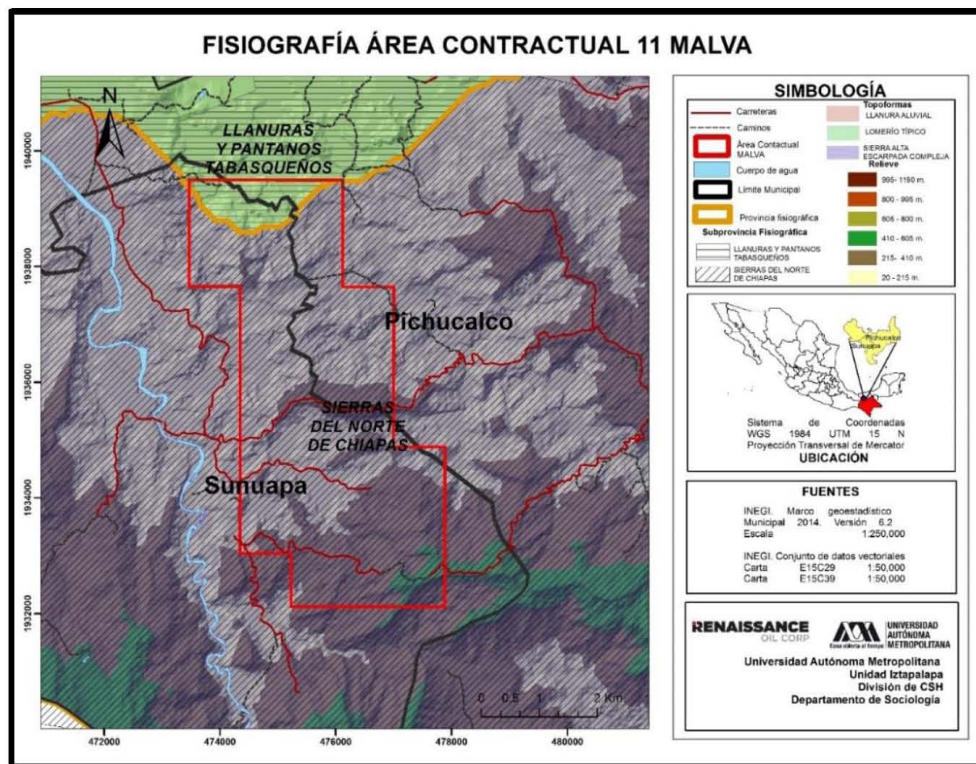 FISIOGRAFÍA ÁREA CONTRACTUAL 11 MALVA
N
LLANURAS
Y PANTANOS
TABASQUEÑOS
Pichucalco
SIERRAS
DEL NORTE
DE CHIAPAS
Sunuapa
1940000
1938000
1936000
1934000
1932000
472000
474000
476000
478000
480000
0 0.5 1 2 Km
SIMBOLOGÍA
Carreteras
Caminos
Área Contactual
MALVA
Cuerpo de agua
Límite Municipal
Provincia fisiográfica
Subprovincia Fisiográfica
LLANURAS Y PANTANOS
TABASQUEÑOS
SIERRAS DEL NORTE
DE CHIAPAS
Topoformas
LLANURA ALUVIAL
LOMERÍO TÍPICO
SIERRA ALTA
ESCARPADA COMPLEJA
Relieve
995- 1190 m.
800 - 995 m.
605 - 800 m.
410 - 605 m.
215- 410 m.
20 - 215 m.
Pichucalco
Sunuapa
Sistema de Coordenadas
WGS 1984 UTM 15 N
Proyección Transversal de Mercator
UBICACIÓN
FUENTES
INEGI. Marco geoestadístico
Municipal 2014. Versión 6.2
Escala 1:250,000
INEGI. Conjunto de datos vectoriales
Carta E15C29 1:50,000
Carta E15C39 1:50,000
RENAISSANCE
OIL CORP
Casa abierta al tiempo
UNIVERSIDAD
AUTÓNOMA
METROPOLITANA
Universidad Autónoma Metropolitana
Unidad Iztapalapa
División de CSH
Departamento de Sociología